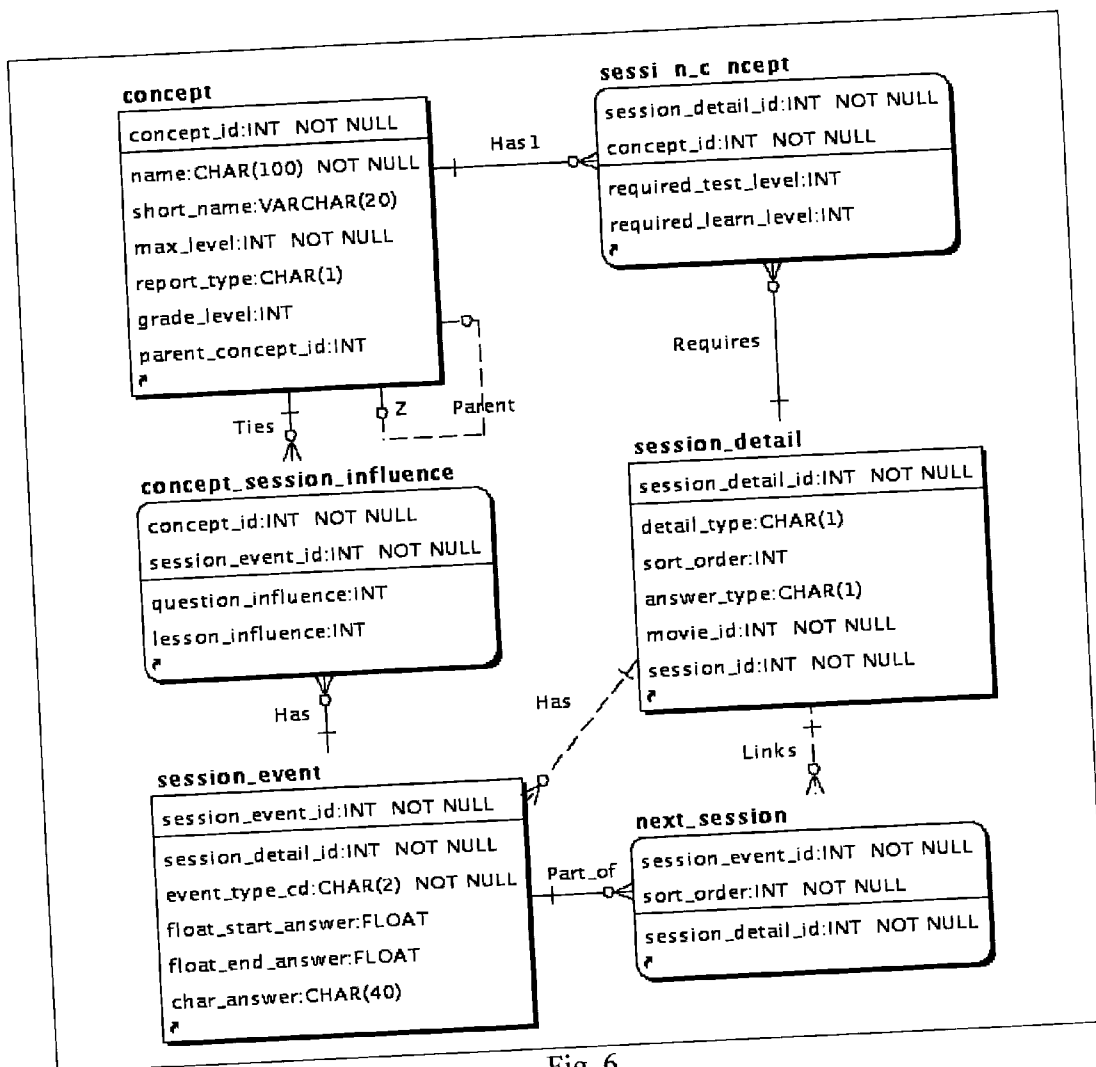 concept
concept_id:INT NOT NULL
name:CHAR(100) NOT NULL
short_name:VARCHAR(20)
max_level:INT NOT NULL
report_type:CHAR(1)
grade_level:INT
parent_concept_id:INT
Has1
sessi n_c ncept
session_detail_id:INT NOT NULL
concept_id:INT NOT NULL
required_test_level:INT
required_learn_level:INT
Ties
Z
Parent
Requires
concept_session_influence
concept_id:INT NOT NULL
session_event_id:INT NOT NULL
question_influence:INT
lesson_influence:INT
session_detail
session_detail_id:INT NOT NULL
detail_type:CHAR(1)
sort_order:INT
answer_type:CHAR(1)
movie_id:INT NOT NULL
session_id:INT NOT NULL
Has
Has
Links
session_event
session_event_id:INT NOT NULL
session_detail_id:INT NOT NULL
event_type_cd:CHAR(2) NOT NULL
float_start_answer:FLOAT
float_end_answer:FLOAT
char_answer:CHAR(40)
Part_of
next_session
session_event_id:INT NOT NULL
sort_order:INT NOT NULL
session_detail_id:INT NOT NULL
Fig. 6